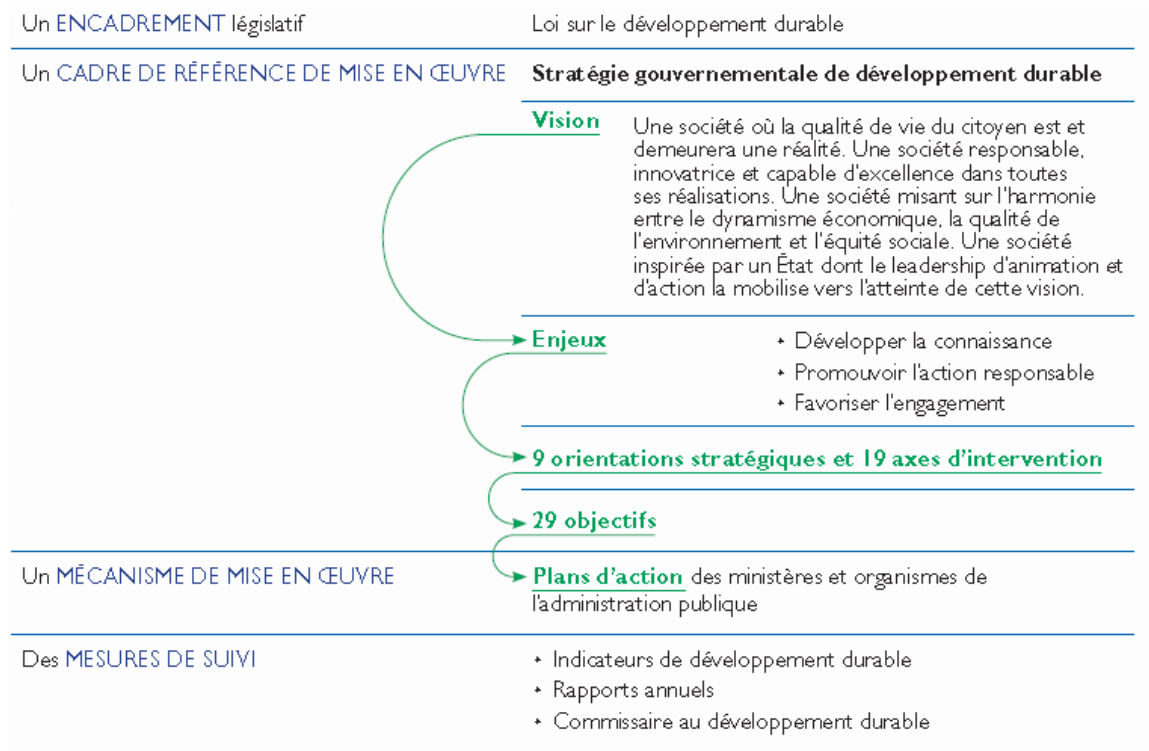 Un ENCADREMENT législatif
Loi sur le développement durable
Un CADRE DE RÉFÉRENCE DE MISE EN ŒUVRE
Stratégie gouvernementale de développement durable
Vision
Une société où la qualité de vie du citoyen est et
demeurera une réalité. Une société responsable,
innovatrice et capable d'excellence dans toutes
ses réalisations. Une société misant sur l'harmonie
entre le dynamisme économique, la qualité de
l'environnement et l'équité sociale. Une société
inspirée par un État dont le leadership d'animation et
d'action la mobilise vers l'atteinte de cette vision.
Enjeux
• Développer la connaissance
• Promouvoir l'action responsable
• Favoriser l'engagement
9 orientations stratégiques et 19 axes d'intervention
29 objectifs
Un MÉCANISME DE MISE EN ŒUVRE
Plans d'action des ministères et organismes de
l'administration publique
Des MESURES DE SUIVI
• Indicateurs de développement durable
• Rapports annuels
• Commissaire au développement durable